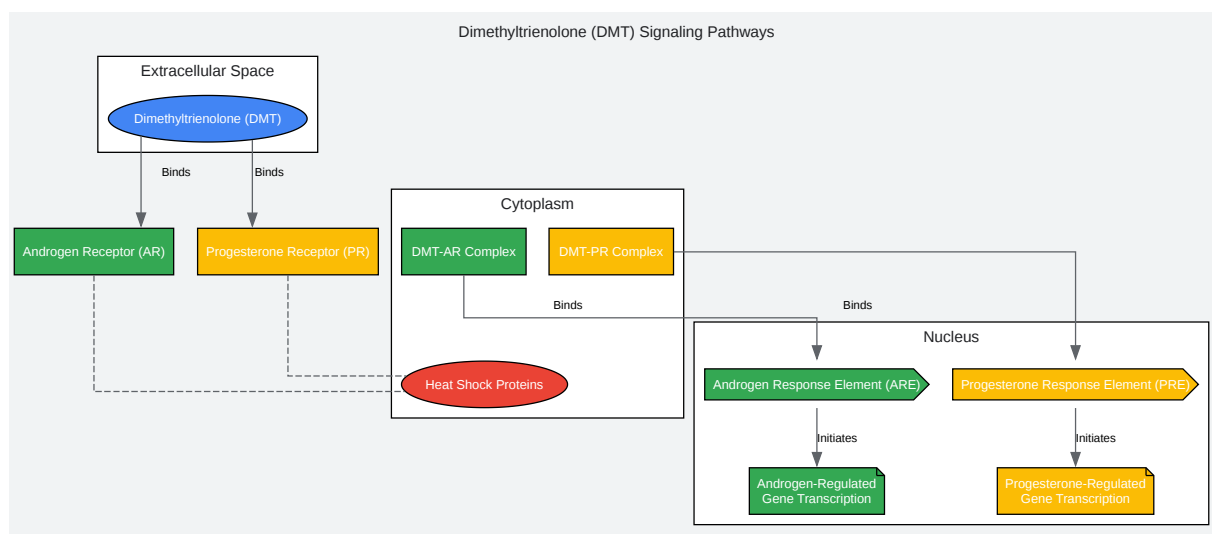 Dimethyltrienolone (DMT) Signaling Pathways
Extracellular Space
Dimethyltrienolone (DMT)
Binds
Binds
Cytoplasm
Androgen Receptor (AR)
Progesterone Receptor (PR)
DMT-AR Complex
DMT-PR Complex
Binds
Binds
Nucleus
Heat Shock Proteins
Androgen Response Element (ARE)
Progesterone Response Element (PRE)
Initiates
Initiates
Androgen-Regulated
Gene Transcription
Progesterone-Regulated
Gene Transcription